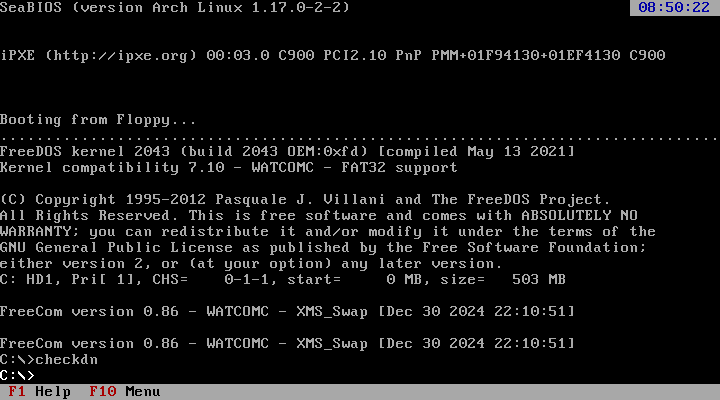 SeaBIOS (version Arch Linux 1.17.0-2-2)
08:50:22
iPXE (http://ipxe.org) 00:03.0 C900 PCI2.10 PnP PMM+01F94130+01EF4130 C900
Booting from Floppy...
..........................................................................................
FreeDOS kernel 2043 (build 2043 OEM:0xfd) [compiled May 13 2021]
Kernel compatibility 7.10 - WATCOMC - FAT32 support
(C) Copyright 1995-2012 Pasquale J. Villani and The FreeDOS Project.
All Rights Reserved. This is free software and comes with ABSOLUTELY NO
WARRANTY; you can redistribute it and/or modify it under the terms of the
GNU General Public License as published by the Free Software Foundation;
either version 2, or (at your option) any later version.
C: HD1, Pri[ 1], CHS=    0-1-1, start=     0 MB, size=   503 MB
FreeCom version 0.86 - WATCOMC - XMS_Swap [Dec 30 2024 22:10:51]
FreeCom version 0.86 - WATCOMC - XMS_Swap [Dec 30 2024 22:10:51]
C:\>checkdn
C:\>
F1 Help  F10 Menu